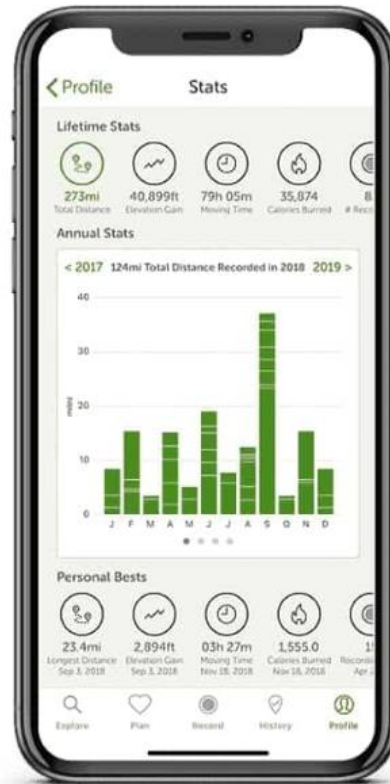 Profile
Stats
Lifetime Stats
273mi 40,899ft 79h 05m 35,874 8.
Total Distance Elevation Gain Moving Time Calories Burned # Reco
Annual Stats
< 2017 124mi Total Distance Recorded in 2018 2019 >
40
30
20
10
0
miles
J F M A M J J A S O N D
Personal Bests
23.4mi 2,894ft 03h 27m 1,555.0
Longest Distance Elevation Gain Moving Time Calories Burned
Sep 3, 2018 Sep 3, 2018 Nov 18, 2018 Nov 18, 2018
Explore Plan Record History Profile